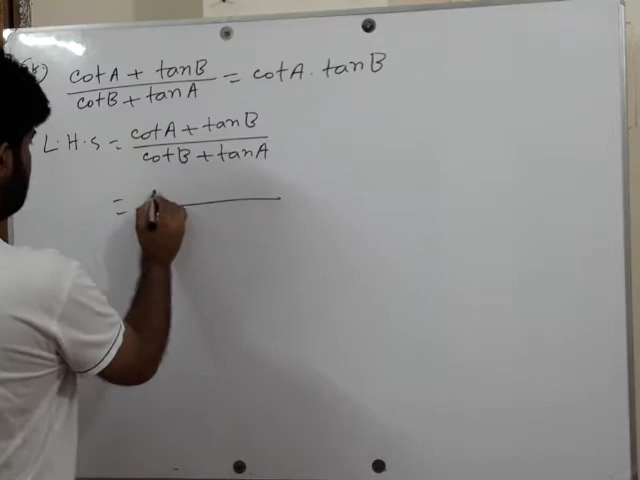 cotA + tanB / cotB + tanA = cotA . tanB
L.H.S = cotA + tanB / cotB + tanA
=